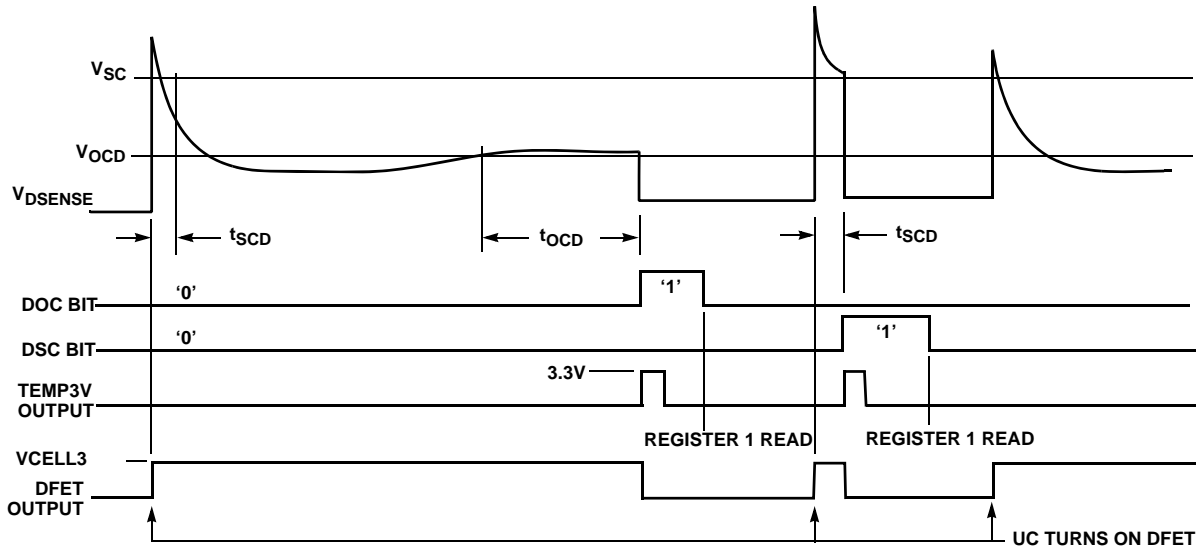 VSC
VOCD
VDSENSE
tSCD
tOCD
tSCD
DOC BIT
‘0’
‘1’
DSC BIT
‘0’
‘1’
3.3V
TEMP3V
OUTPUT
REGISTER 1 READ
REGISTER 1 READ
VCELL3
DFET
OUTPUT
UC TURNS ON DFET